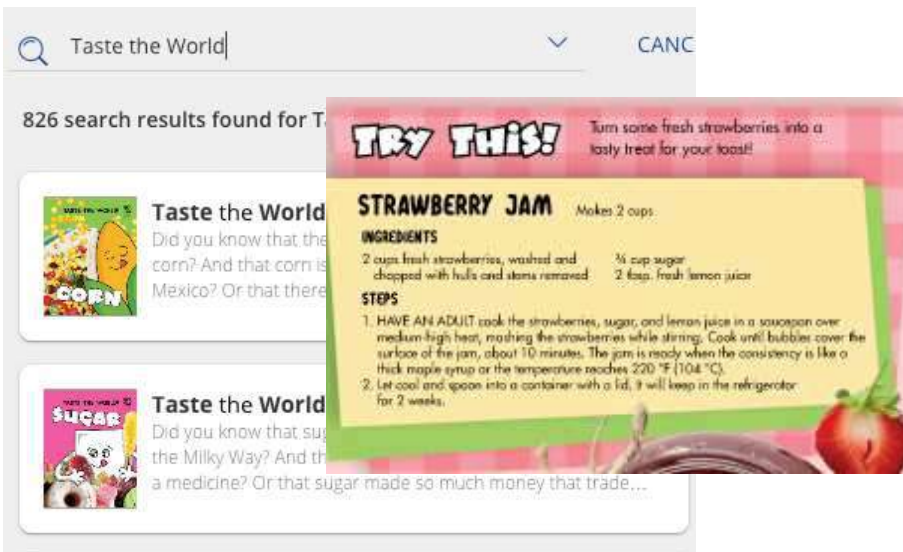 Taste the World
CANC
826 search results found for T
TASTE THE WORLD
CORN
Taste the World
Did you know that the
corn? And that corn is
Mexico? Or that there
TASTE THE WORLD
SUGAR
Taste the World
Did you know that sug
the Milky Way? And th
a medicine? Or that sugar made so much money that trade...
TRY THIS!
Turn some fresh strawberries into a
tasty treat for your toast!
STRAWBERRY JAM Makes 2 cups
INGREDIENTS
2 cups fresh strawberries, washed and
chopped with hulls and stems removed
¾ cup sugar
2 tbsp. fresh lemon juice
STEPS
1. HAVE AN ADULT cook the strawberries, sugar, and lemon juice in a saucepan over
medium-high heat, mashing the strawberries while stirring. Cook until bubbles cover the
surface of the jam, about 10 minutes. The jam is ready when the consistency is like a
thick maple syrup or the temperature reaches 220 °F (104 °C).
2. Let cool and spoon into a container with a lid, it will keep in the refrigerator
for 2 weeks.